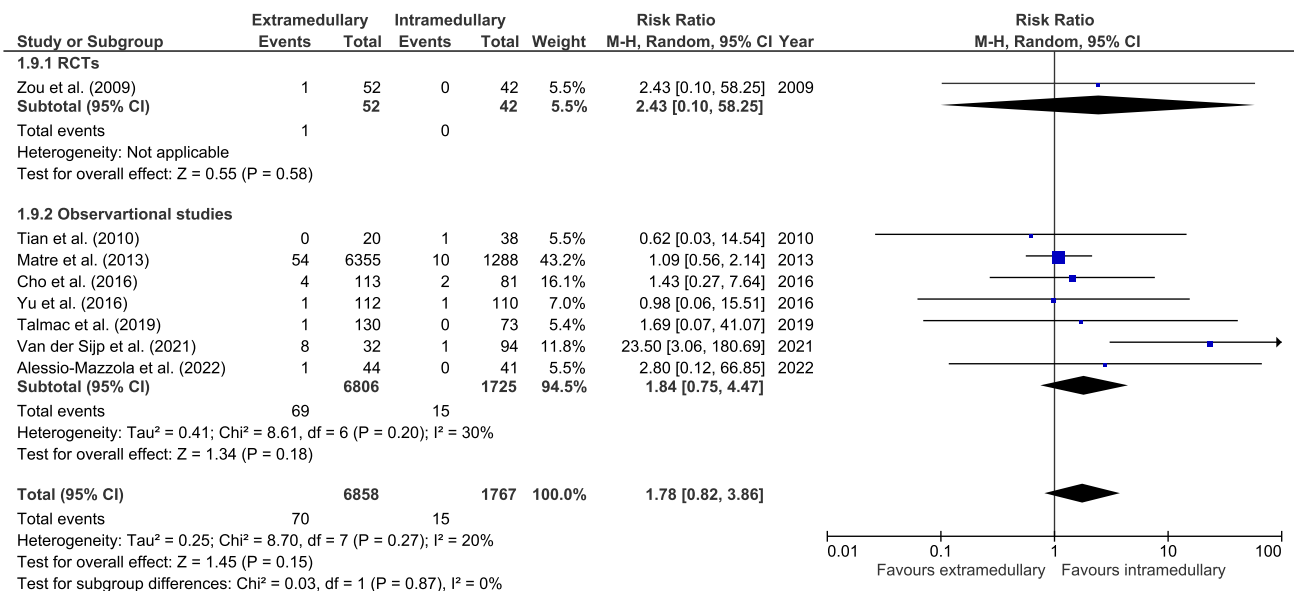 Extramedullary Intramedullary Risk Ratio Risk Ratio
Study or Subgroup Events Total Events Total Weight M-H, Random, 95% CI Year M-H, Random, 95% CI
1.9.1 RCTs
Zou et al. (2009) 1 52 0 42 5.5% 2.43 [0.10, 58.25] 2009
Subtotal (95% CI) 52 42 5.5% 2.43 [0.10, 58.25]
Total events 1 0
Heterogeneity: Not applicable
Test for overall effect: Z = 0.55 (P = 0.58)
1.9.2 Observartional studies
Tian et al. (2010) 0 20 1 38 5.5% 0.62 [0.03, 14.54] 2010
Matre et al. (2013) 54 6355 10 1288 43.2% 1.09 [0.56, 2.14] 2013
Cho et al. (2016) 4 113 2 81 16.1% 1.43 [0.27, 7.64] 2016
Yu et al. (2016) 1 112 1 110 7.0% 0.98 [0.06, 15.51] 2016
Talmac et al. (2019) 1 130 0 73 5.4% 1.69 [0.07, 41.07] 2019
Van der Sijp et al. (2021) 8 32 1 94 11.8% 23.50 [3.06, 180.69] 2021
Alessio-Mazzola et al. (2022) 1 44 0 41 5.5% 2.80 [0.12, 66.85] 2022
Subtotal (95% CI) 6806 1725 94.5% 1.84 [0.75, 4.47]
Total events 69 15
Heterogeneity: Tau² = 0.41; Chi² = 8.61, df = 6 (P = 0.20); I² = 30%
Test for overall effect: Z = 1.34 (P = 0.18)
Total (95% CI) 6858 1767 100.0% 1.78 [0.82, 3.86]
Total events 70 15
Heterogeneity: Tau² = 0.25; Chi² = 8.70, df = 7 (P = 0.27); I² = 20%
Test for overall effect: Z = 1.45 (P = 0.15)
Test for subgroup differences: Chi² = 0.03, df = 1 (P = 0.87), I² = 0%
0.01 0.1 1 10 100
Favours extramedullary Favours intramedullary